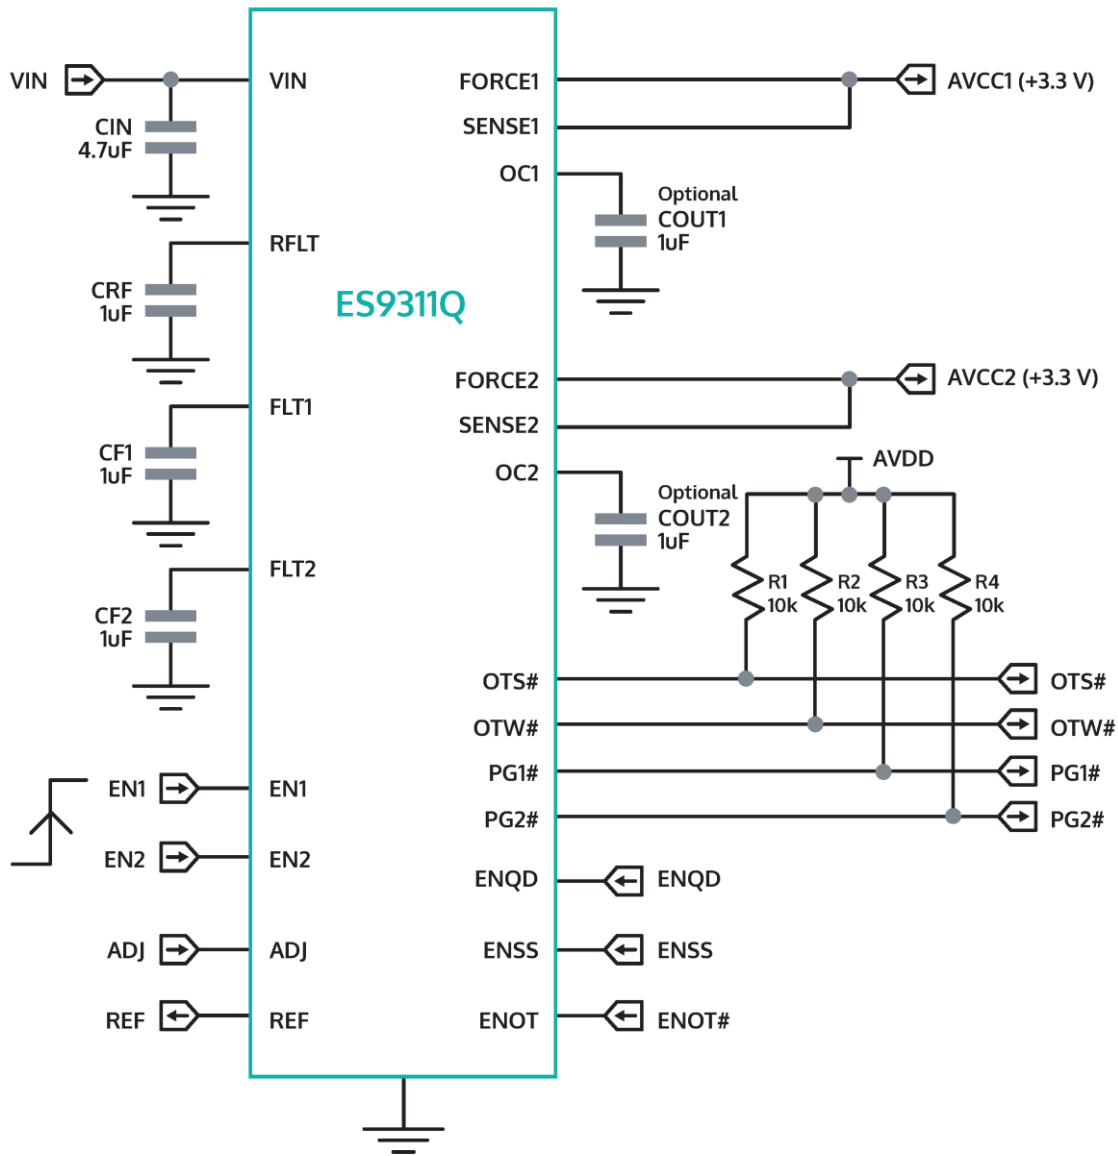 VIN
VIN
CIN
4.7uF
RFLT
CRF
1uF
FLT1
CF1
1uF
FLT2
CF2
1uF
EN1
EN1
EN2
EN2
ADJ
ADJ
REF
REF
ES9311Q
FORCE1
AVCC1 (+3.3 V)
SENSE1
OC1
Optional
COUT1
1uF
FORCE2
AVCC2 (+3.3 V)
SENSE2
OC2
Optional
COUT2
1uF
AVDD
R1
10k
R2
10k
R3
10k
R4
10k
OTS#
OTS#
OTW#
OTW#
PG1#
PG1#
PG2#
PG2#
ENQD
ENQD
ENSS
ENSS
ENOT
ENOT#